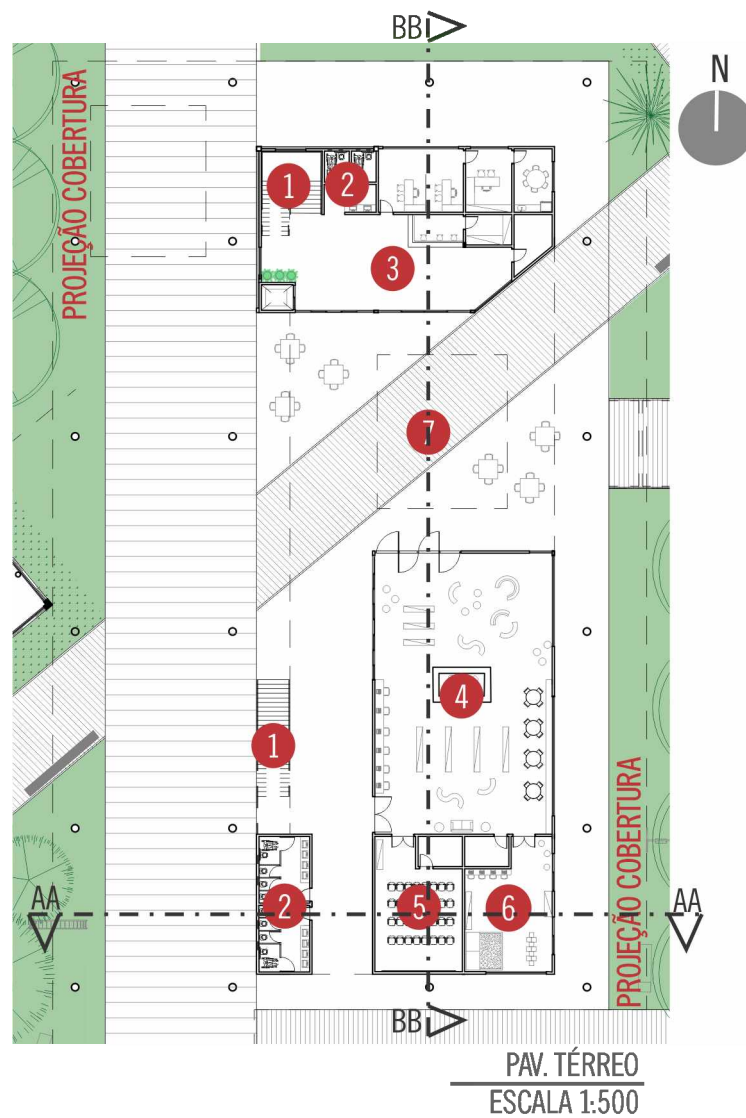 BB
N
PROJEÇÃO COBERTURA
1
2
3
7
4
1
2
5
6
AA
AA
PROJEÇÃO COBERTURA
BB
PAV. TÉRREO
ESCALA 1:500